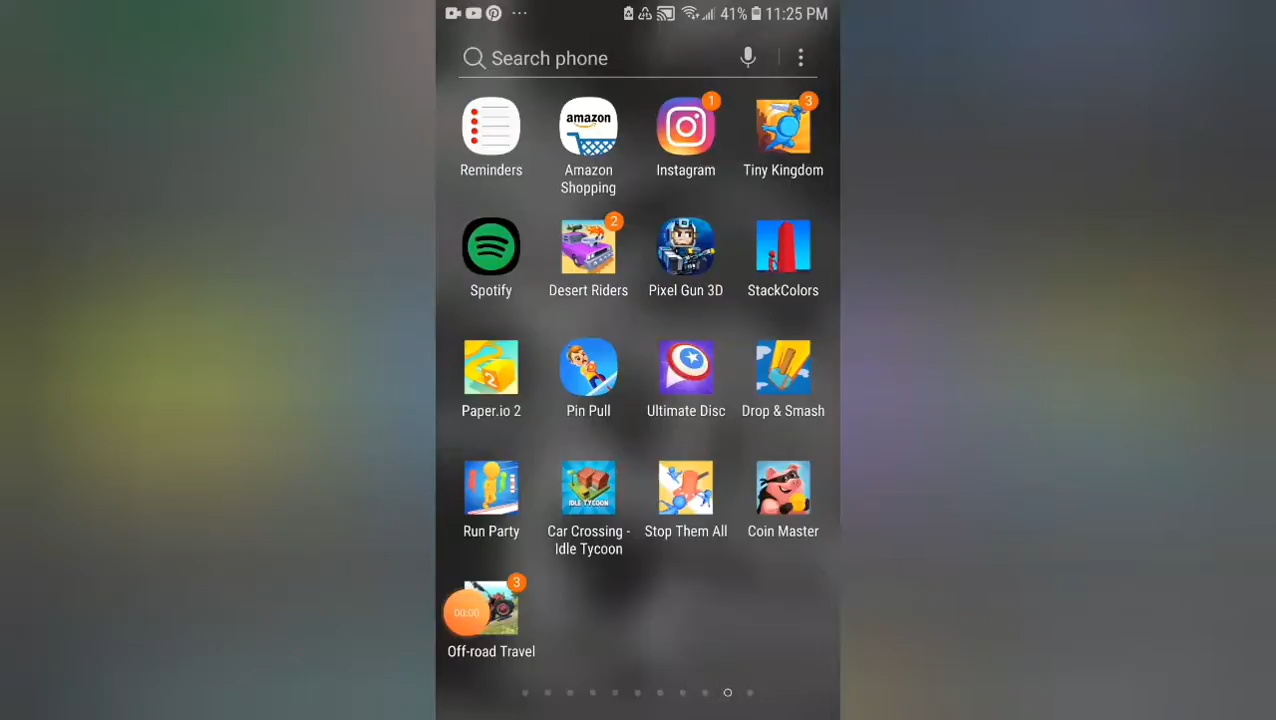 41% 11:25 PM
Search phone
1
3
amazon
Reminders
Amazon
Shopping
Instagram
Tiny Kingdom
2
Spotify
Desert Riders
Pixel Gun 3D
StackColors
2
Paper.io 2
Pin Pull
Ultimate Disc
Drop & Smash
IDLE TYCOON
Run Party
Car Crossing -
Idle Tycoon
Stop Them All
Coin Master
3
00:00
Off-road Travel